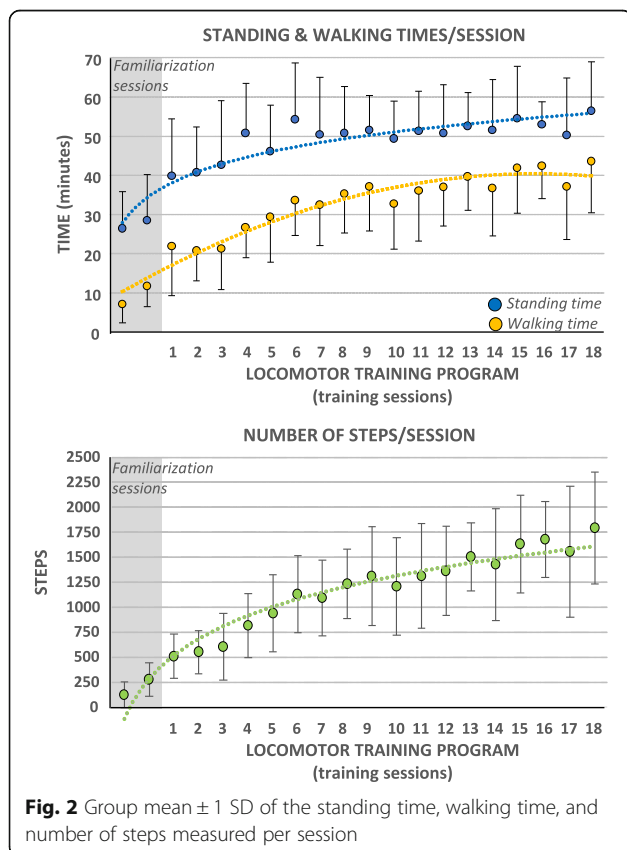 STANDING & WALKING TIMES/SESSION
70
60
50
40
30
20
10
0
TIME (minutes)
Familiarization
sessions
Standing time
Walking time
1 2 3 4 5 6 7 8 9 10 11 12 13 14 15 16 17 18
LOCOMOTOR TRAINING PROGRAM
(training sessions)
NUMBER OF STEPS/SESSION
2500
2250
2000
1750
1500
1250
1000
750
500
250
0
STEPS
Familiarization
sessions
1 2 3 4 5 6 7 8 9 10 11 12 13 14 15 16 17 18
LOCOMOTOR TRAINING PROGRAM
(training sessions)
Fig. 2 Group mean ± 1 SD of the standing time, walking time, and
number of steps measured per session